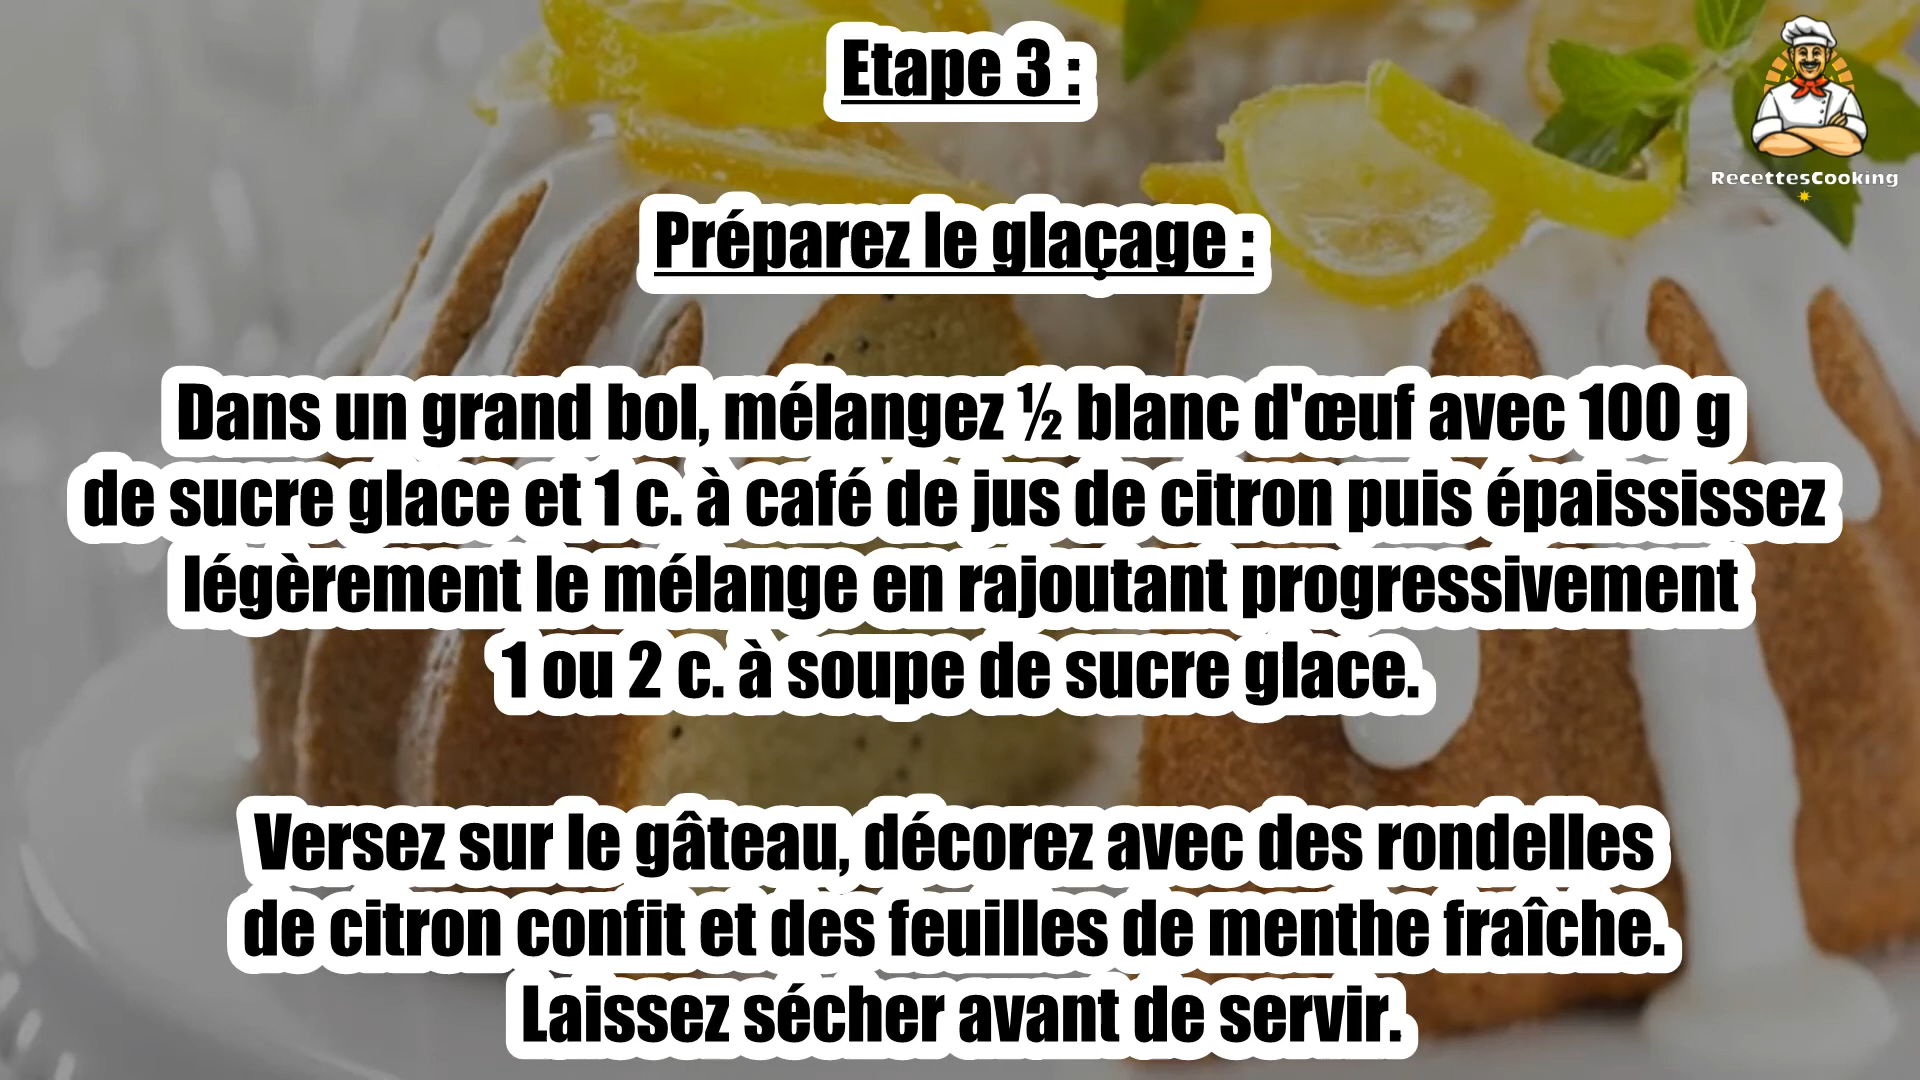 Etape 3 :
RecettesCooking
Préparez le glaçage :
Dans un grand bol, mélangez ½ blanc d'œuf avec 100 g
de sucre glace et 1 c. à café de jus de citron puis épaississez
légèrement le mélange en rajoutant progressivement
1 ou 2 c. à soupe de sucre glace.
Versez sur le gâteau, décorez avec des rondelles
de citron confit et des feuilles de menthe fraîche.
Laissez sécher avant de servir.